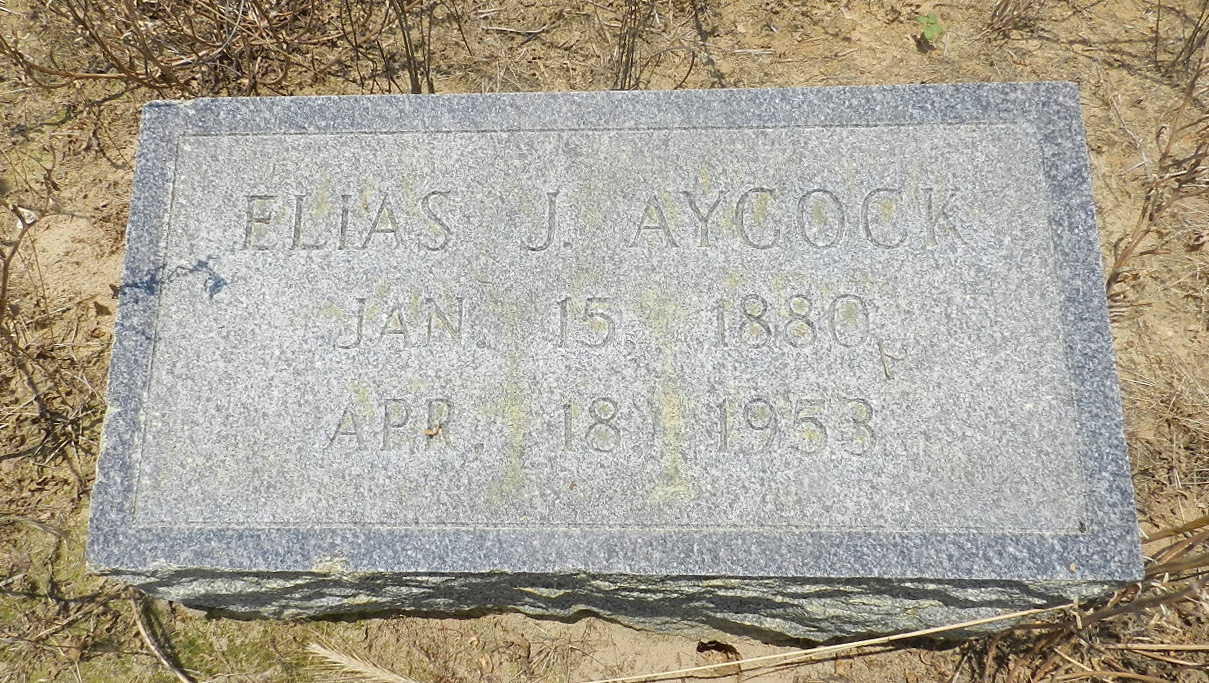 ELIAS J. AYCOCK
JAN. 15, 1880
APR. 18, 1953